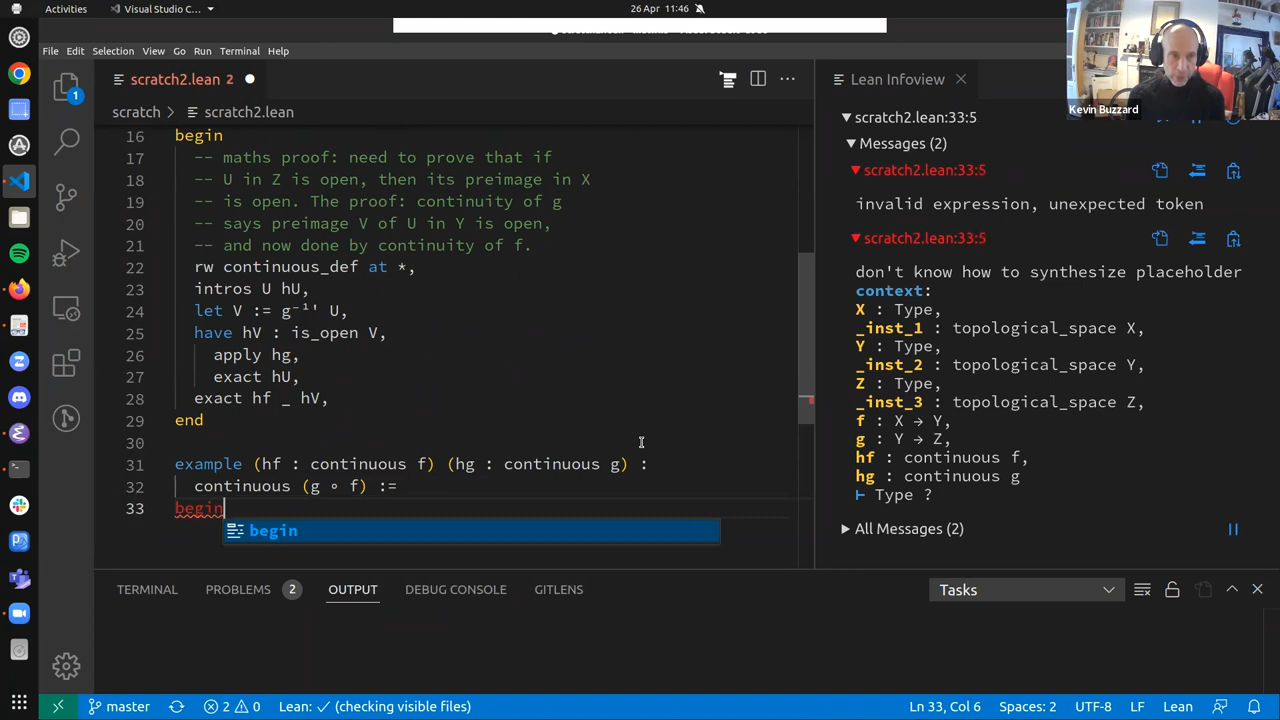 Activities
Visual Studio C...
26 Apr 11:46
File Edit Selection View Go Run Terminal Help
Kevin Buzzard
scratch2.lean 2
Lean Infoview
1
scratch > scratch2.lean
16 begin
17 -- maths proof: need to prove that if
18 -- U in Z is open, then its preimage in X
19 -- is open. The proof: continuity of g
20 -- says preimage V of U in Y is open,
21 -- and now done by continuity of f.
22 rw continuous_def at *,
23 intros U hU,
24 let V := g⁻¹' U,
25 have hV : is_open V,
26 apply hg,
27 exact hU,
28 exact hf _ hV,
29 end
30
31 example (hf : continuous f) (hg : continuous g) :
32 continuous (g ∘ f) :=
33 begin
begin
scratch2.lean:33:5
Messages (2)
scratch2.lean:33:5
invalid expression, unexpected token
scratch2.lean:33:5
don't know how to synthesize placeholder
context:
X : Type,
_inst_1 : topological_space X,
Y : Type,
_inst_2 : topological_space Y,
Z : Type,
_inst_3 : topological_space Z,
f : X → Y,
g : Y → Z,
hf : continuous f,
hg : continuous g
⊢ Type ?
All Messages (2)
TERMINAL PROBLEMS 2 OUTPUT DEBUG CONSOLE GITLENS
Tasks
master
2 0
Lean: ✓ (checking visible files)
Ln 33, Col 6 Spaces: 2 UTF-8 LF Lean